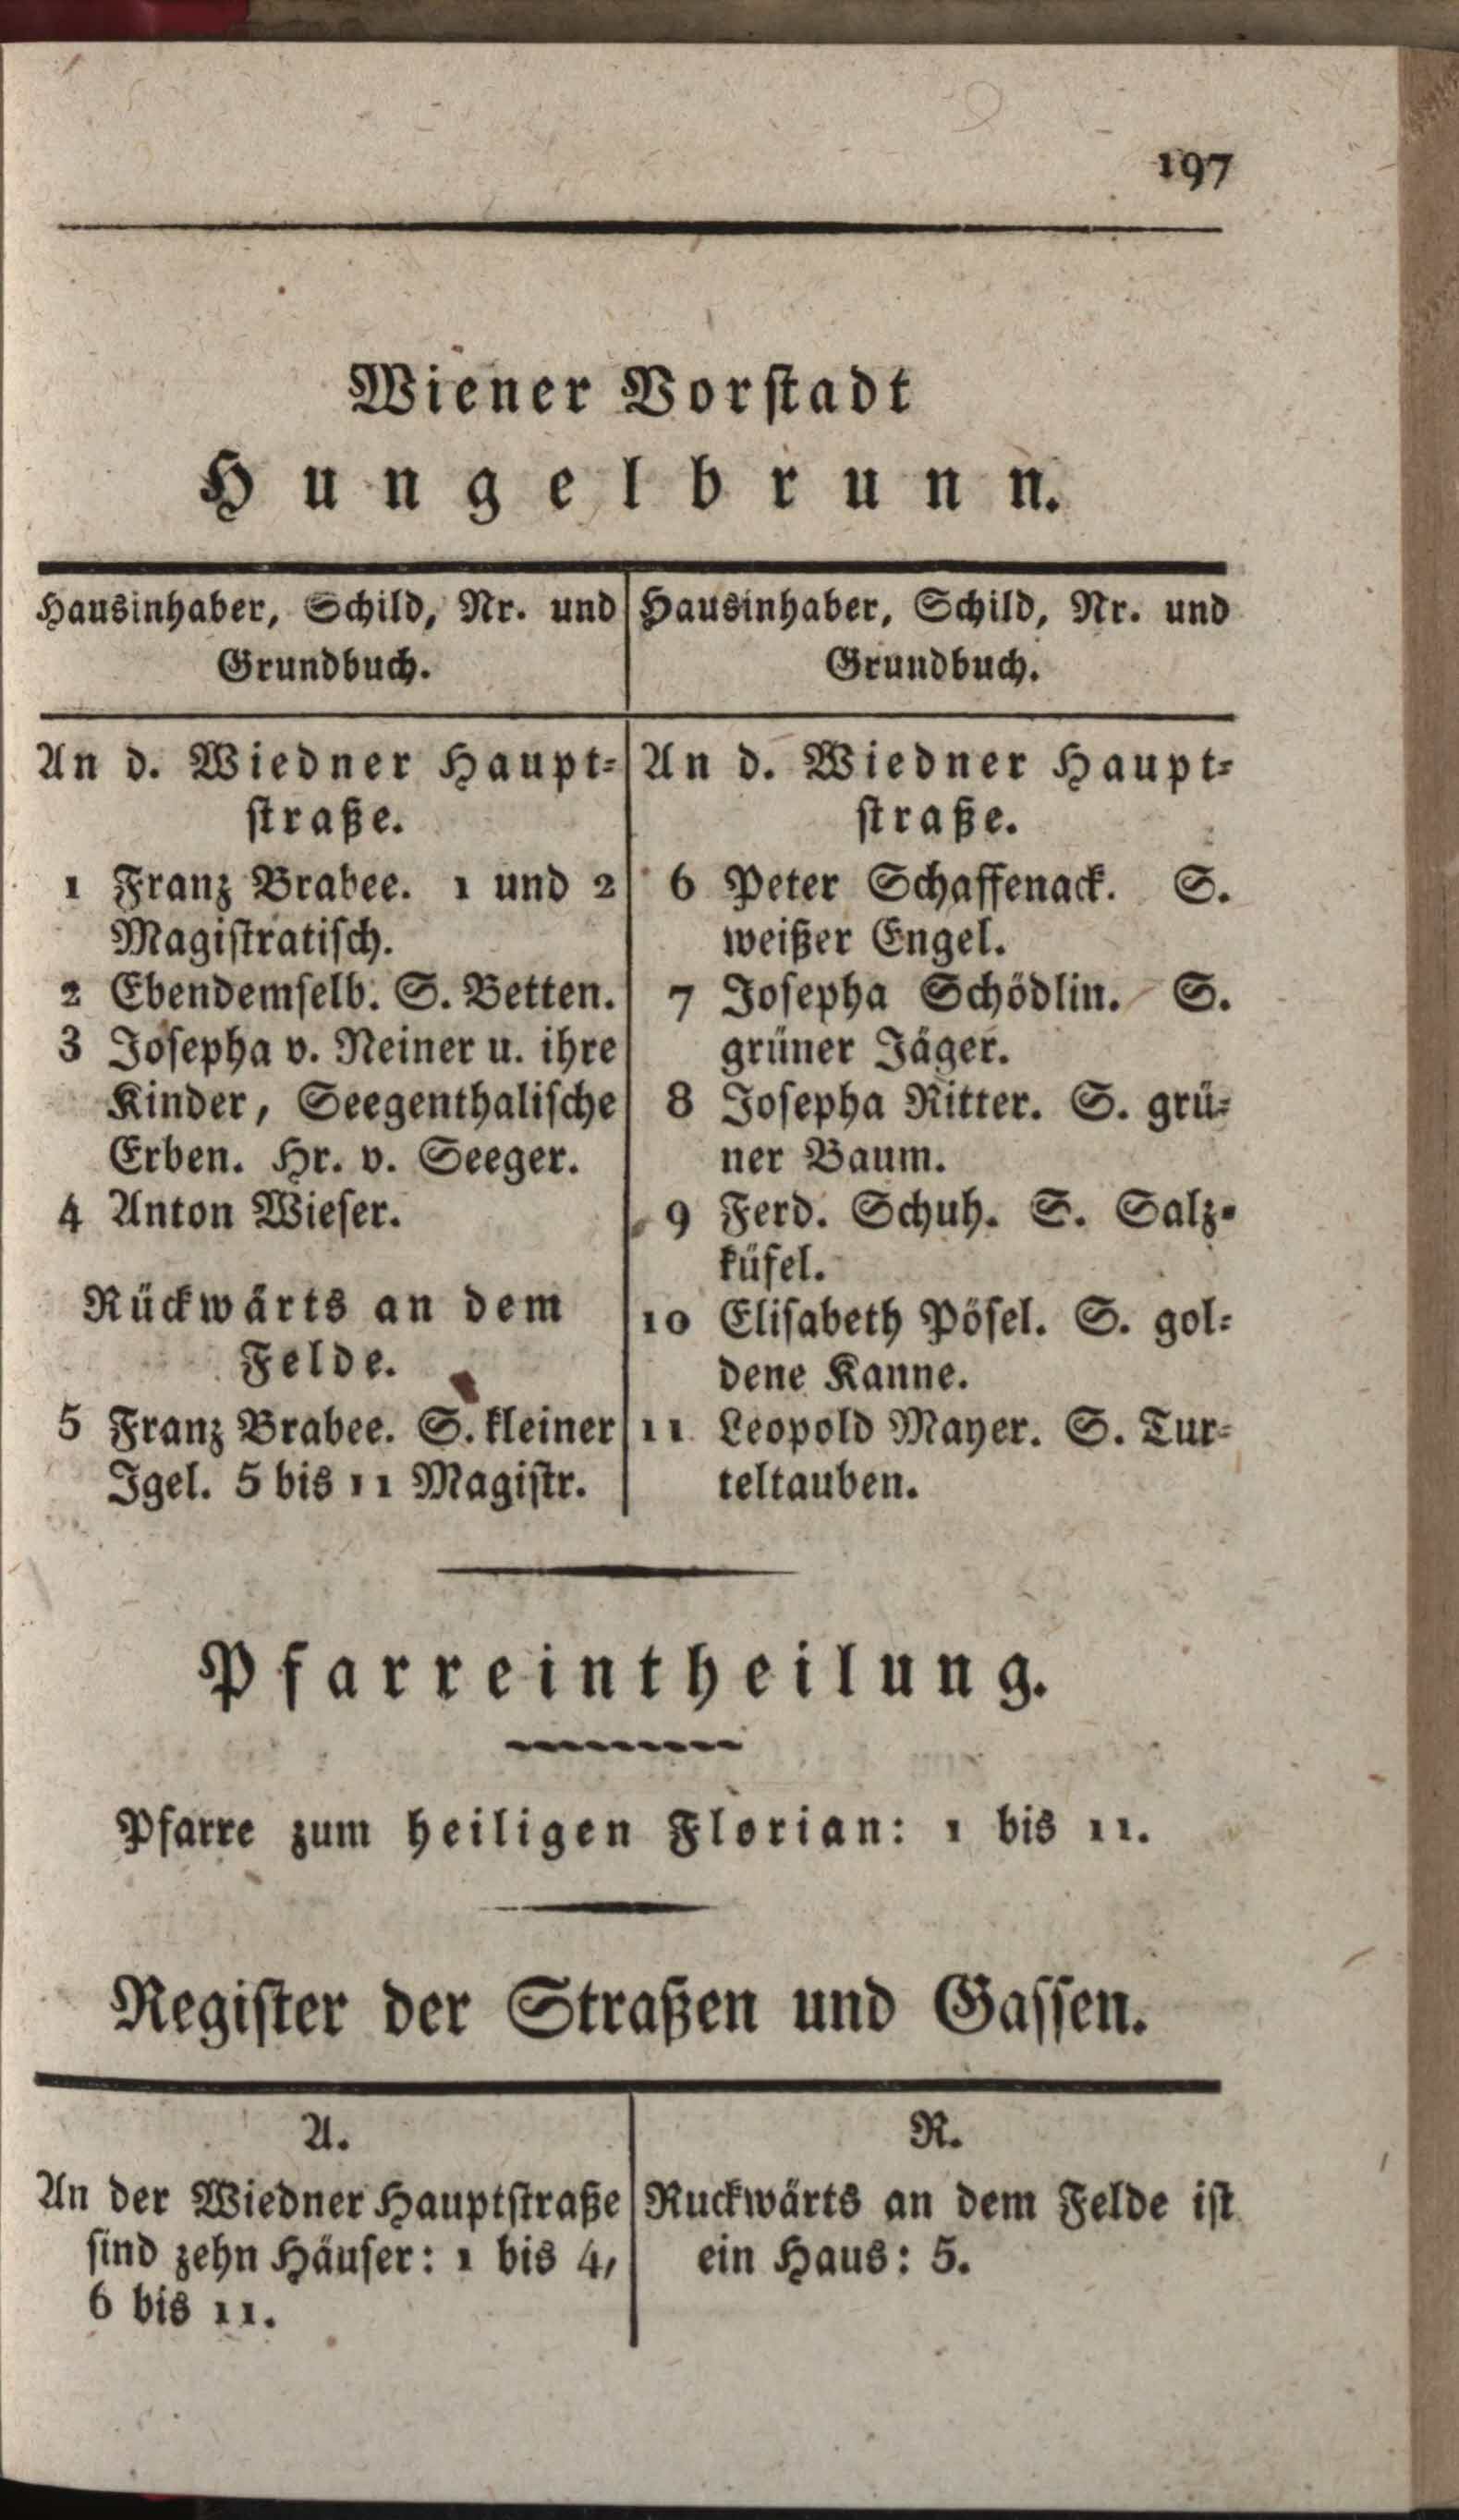 197
Wiener Vorstadt
Hungelbrunn.
Hausinhaber, Schild, Nr. und
Grundbuch.
An d. Wiedner Haupt-
straße.
1 Franz Brabee. 1 und 2
Magistratisch.
2 Ebendemselb. S. Betten.
3 Josepha v. Neiner u. ihre
Kinder, Seegenthalische
Erben. Hr. v. Seeger.
4 Anton Wieser.
Rückwärts an dem
Felde.
5 Franz Brabee. S. kleiner
Igel. 5 bis 11 Magistr.
Hausinhaber, Schild, Nr. und
Grundbuch.
An d. Wiedner Haupt-
straße.
6 Peter Schaffenack. S.
weißer Engel.
7 Josepha Schödlin. S.
grüner Jäger.
8 Josepha Ritter. S. grü-
ner Baum.
9 Ferd. Schuh. S. Salz-
küfel.
10 Elisabeth Pösel. S. gol-
dene Kanne.
11 Leopold Mayer. S. Tur-
teltauben.
Pfarreintheilung.
Pfarre zum heiligen Florian: 1 bis 11.
Register der Straßen und Gassen.
A.
An der Wiedner Hauptstraße
sind zehn Häuser: 1 bis 4,
6 bis 11.
R.
Ruckwärts an dem Felde ist
ein Haus: 5.